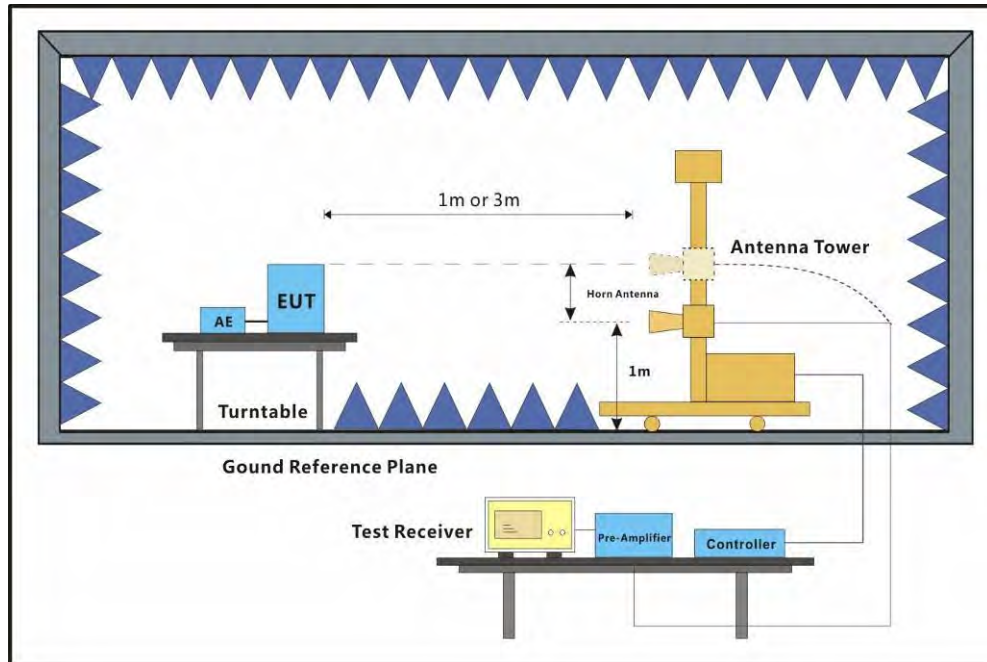 1m or 3m
Antenna Tower
Horn Antenna
EUT
AE
1m
Turntable
Gound Reference Plane
Test Receiver
Pre-Amplifier
Controller